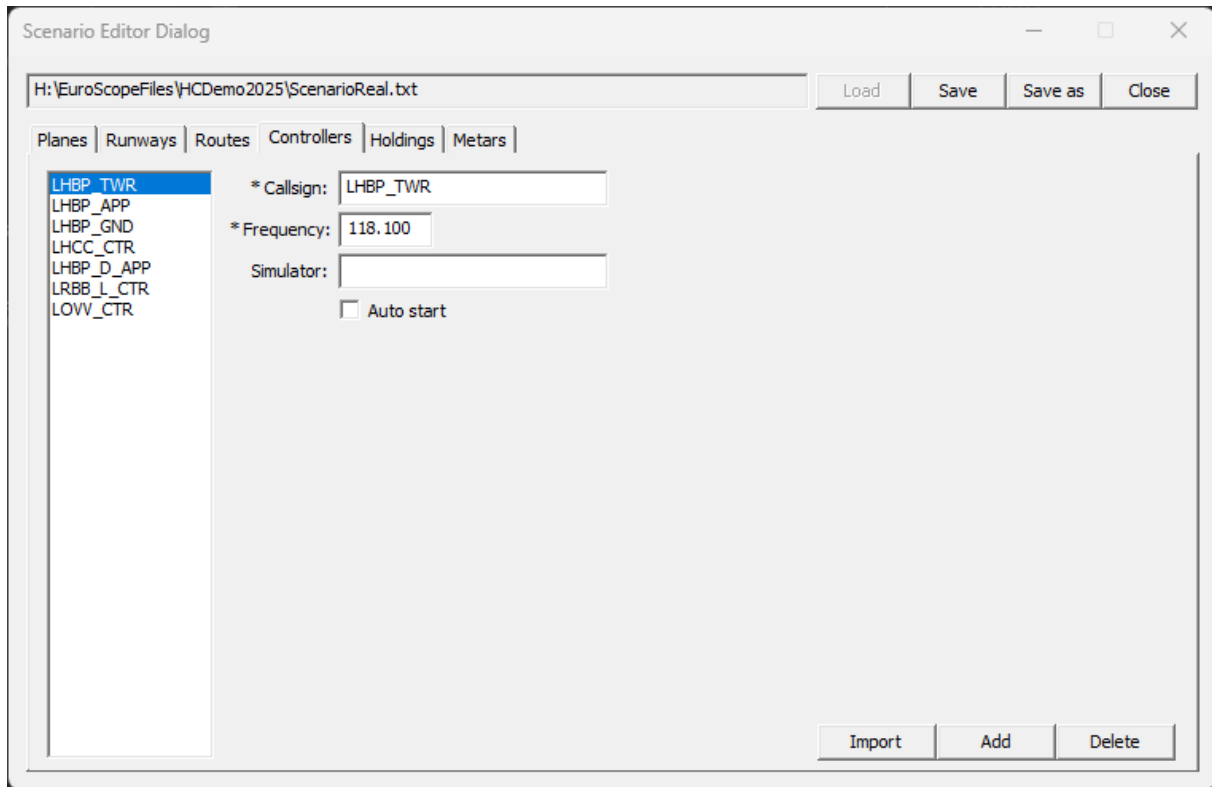 Scenario Editor Dialog
H:\EuroScopeFiles\HCDemo2025\ScenarioReal.txt Load Save Save as Close
Planes Runways Routes Controllers Holdings Metars
LHBP_TWR
LHBP_APP
LHBP_GND
LHCC_CTR
LHBP_D_APP
LRBB_L_CTR
LOVV_CTR
* Callsign: LHBP_TWR
* Frequency: 118.100
Simulator:
Auto start
Import Add Delete